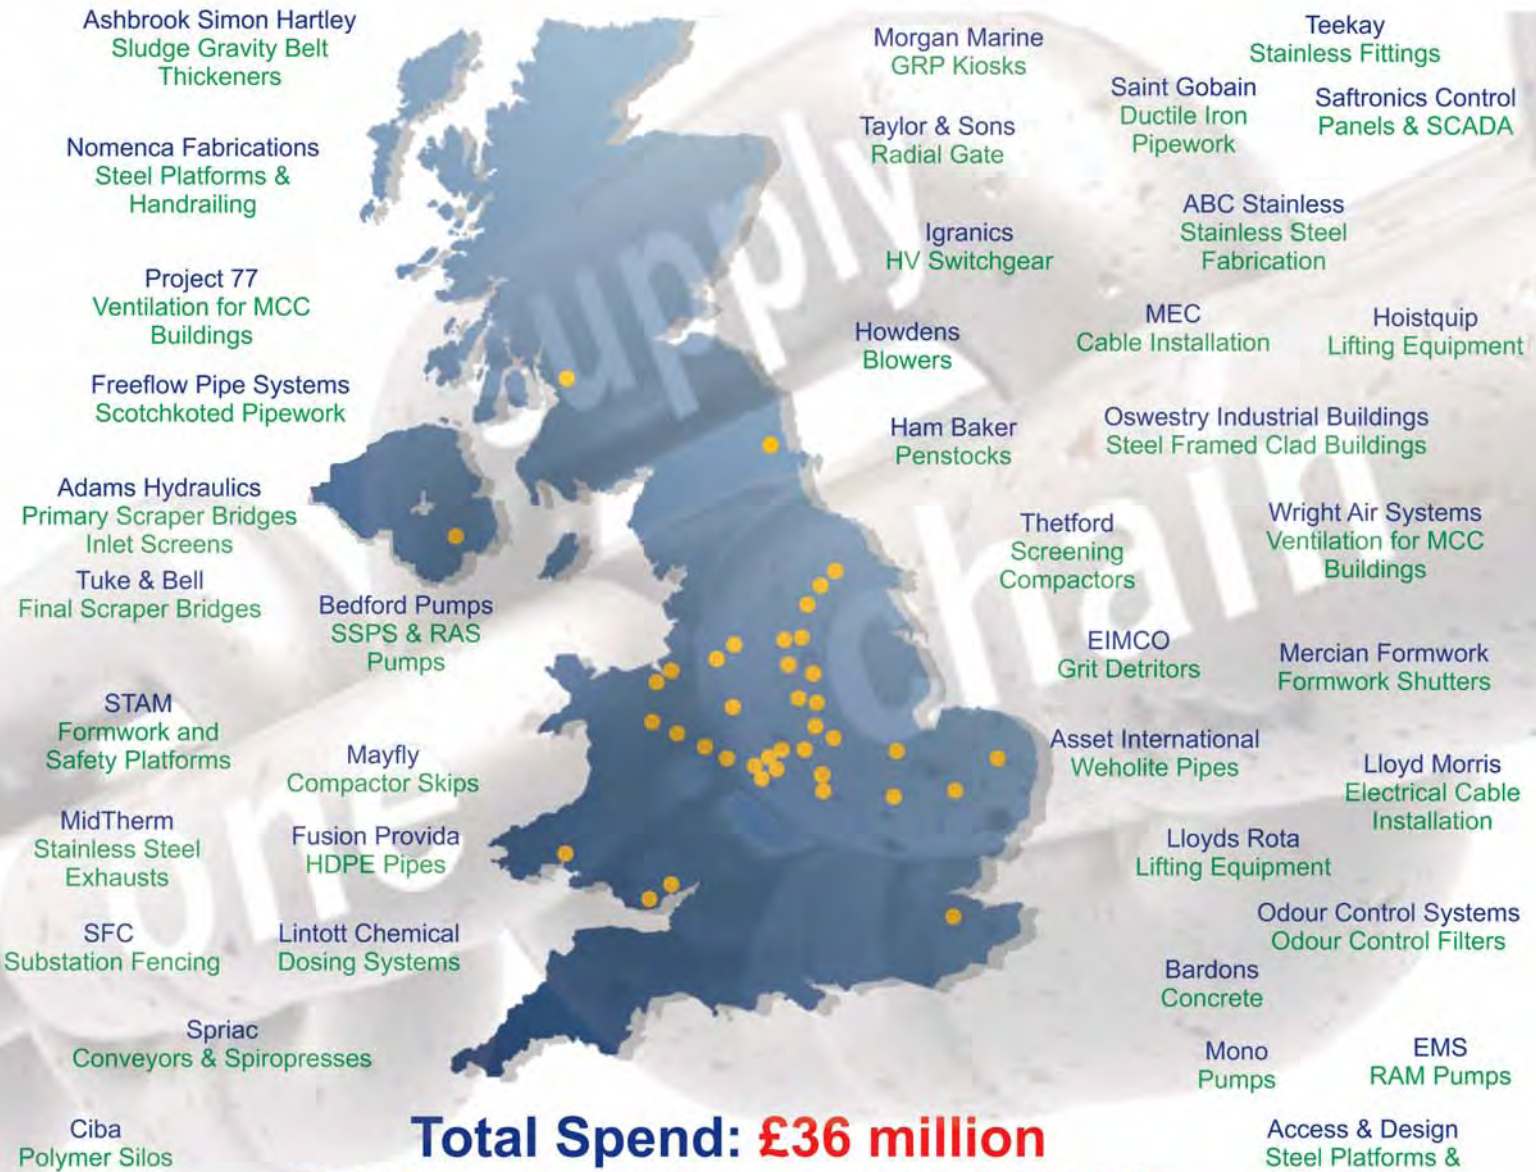 Ashbrook Simon Hartley
Sludge Gravity Belt
Thickeners
Nomenca Fabrications
Steel Platforms &
Handrailing
Project 77
Ventilation for MCC
Buildings
Freeflow Pipe Systems
Scotchkoted Pipework
Adams Hydraulics
Primary Scraper Bridges
Inlet Screens
Tuke & Bell
Final Scraper Bridges
Bedford Pumps
SSPS & RAS
Pumps
STAM
Formwork and
Safety Platforms
Mayfly
Compactor Skips
MidTherm
Stainless Steel
Exhausts
Fusion Provida
HDPE Pipes
SFC
Substation Fencing
Lintott Chemical
Dosing Systems
Spriac
Conveyors & Spiropresses
Ciba
Polymer Silos
Morgan Marine
GRP Kiosks
Teekay
Stainless Fittings
Taylor & Sons
Radial Gate
Saint Gobain
Ductile Iron
Pipework
Saftronics Control
Panels & SCADA
Igranics
HV Switchgear
ABC Stainless
Stainless Steel
Fabrication
Howdens
Blowers
MEC
Cable Installation
Hoistquip
Lifting Equipment
Ham Baker
Penstocks
Oswestry Industrial Buildings
Steel Framed Clad Buildings
Thetford
Screening
Compactors
Wright Air Systems
Ventilation for MCC
Buildings
EIMCO
Grit Detritors
Mercian Formwork
Formwork Shutters
Asset International
Weholite Pipes
Lloyd Morris
Electrical Cable
Installation
Lloyds Rota
Lifting Equipment
Odour Control Systems
Odour Control Filters
Bardons
Concrete
Mono
Pumps
EMS
RAM Pumps
Access & Design
Steel Platforms &
Total Spend: £36 million
one
supply
chain